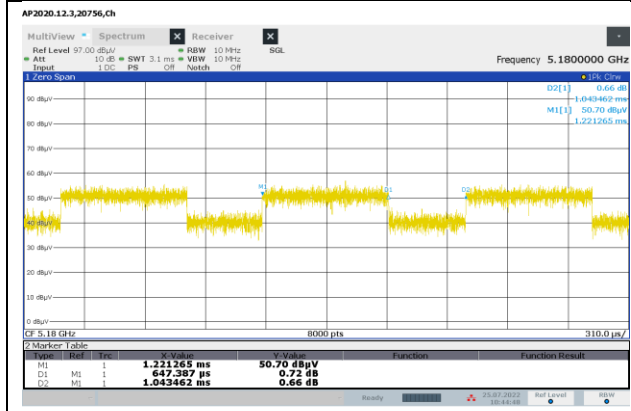 AP2020.12.3,20756,Ch
MultiView Spectrum X Receiver X
Ref Level 97.00 dBµV RBW 10 MHz SGL
Att 10 dB SWT 3.1 ms VBW 10 MHz Frequency 5.1800000 GHz
Input 1 DC PS Off Notch Off
1 Zero Span 1Pk Clrw
D2[1] 0.66 dB
1.043462 ms
M1[1] 50.70 dBµV
1.221265 ms
90 dBµV
80 dBµV
70 dBµV
60 dBµV
M1 D1 D2
50 dBµV
40 dBµV
30 dBµV
20 dBµV
10 dBµV
0 dBµV
CF 5.18 GHz 8000 pts 310.0 µs/
2 Marker Table
Type Ref Trc X-Value Y-Value Function Function Result
M1 1 1.221265 ms 50.70 dBµV
D1 M1 1 647.387 µs 0.72 dB
D2 M1 1 1.043462 ms 0.66 dB
Ready 25.07.2022 Ref Level RBW
18:44:48